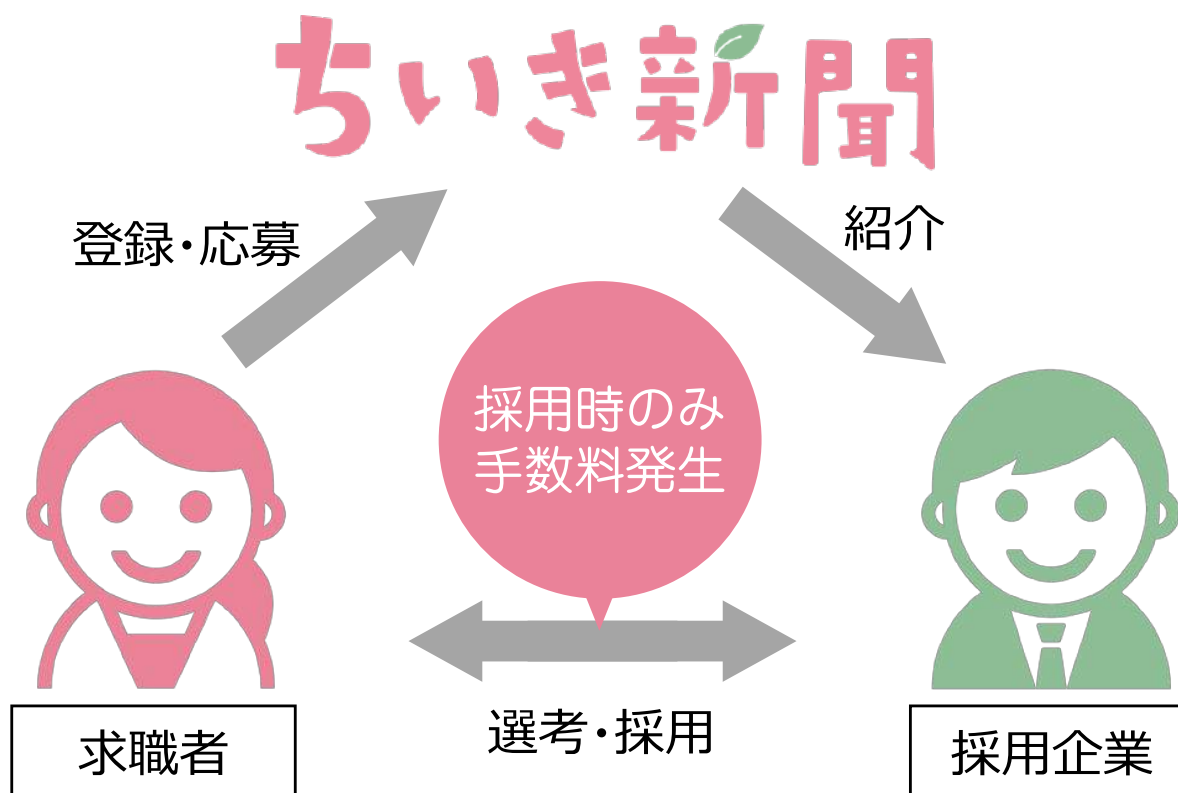 ちいき新聞
登録・応募
紹介
採用時のみ
手数料発生
選考・採用
求職者
採用企業